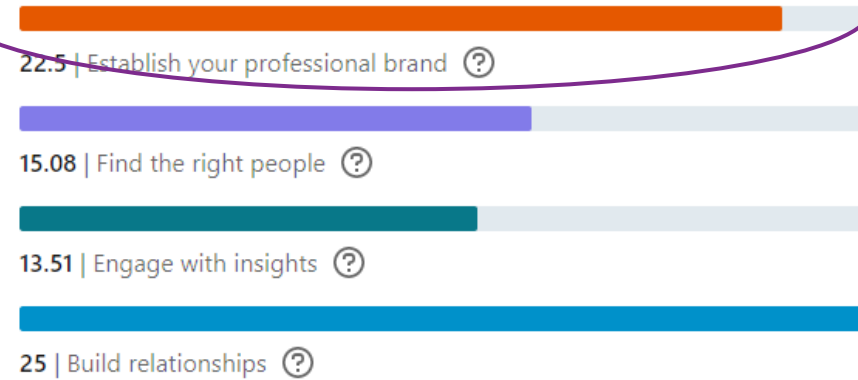 22.5 | Establish your professional brand ?
15.08 | Find the right people ?
13.51 | Engage with insights ?
25 | Build relationships ?